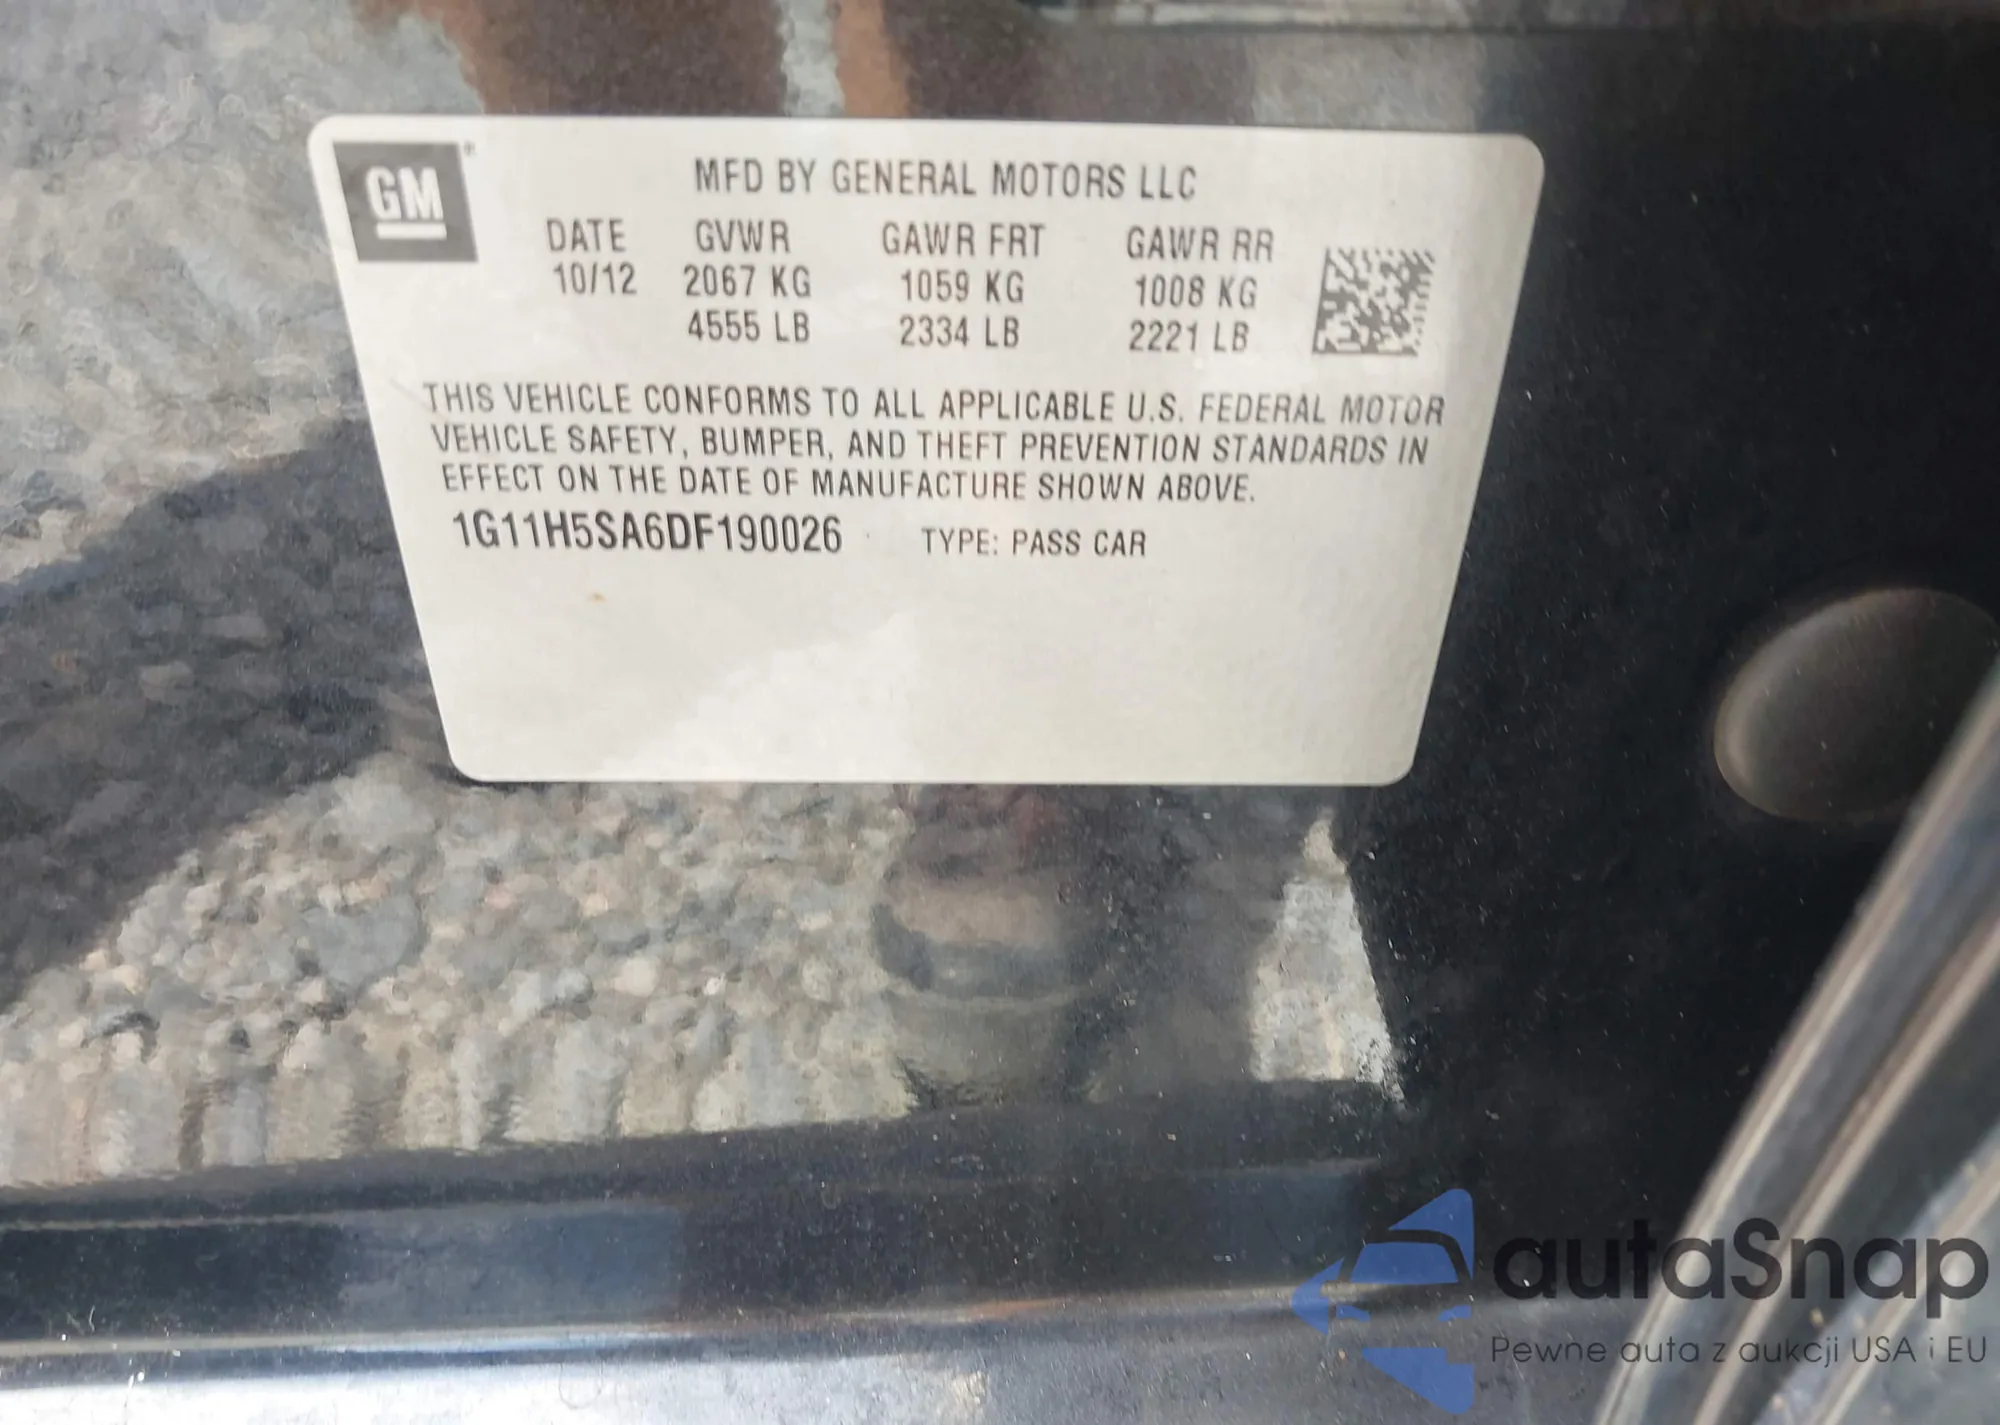 GM
MFD BY GENERAL MOTORS LLC
DATE GVWR GAWR FRT GAWR RR
10/12 2067 KG 1059 KG 1008 KG
4555 LB 2334 LB 2221 LB
THIS VEHICLE CONFORMS TO ALL APPLICABLE U.S. FEDERAL MOTOR
VEHICLE SAFETY, BUMPER, AND THEFT PREVENTION STANDARDS IN
EFFECT ON THE DATE OF MANUFACTURE SHOWN ABOVE.
1G11H5SA6DF190026 TYPE: PASS CAR
autaSnap
Pewne auta z aukcji USA i EU